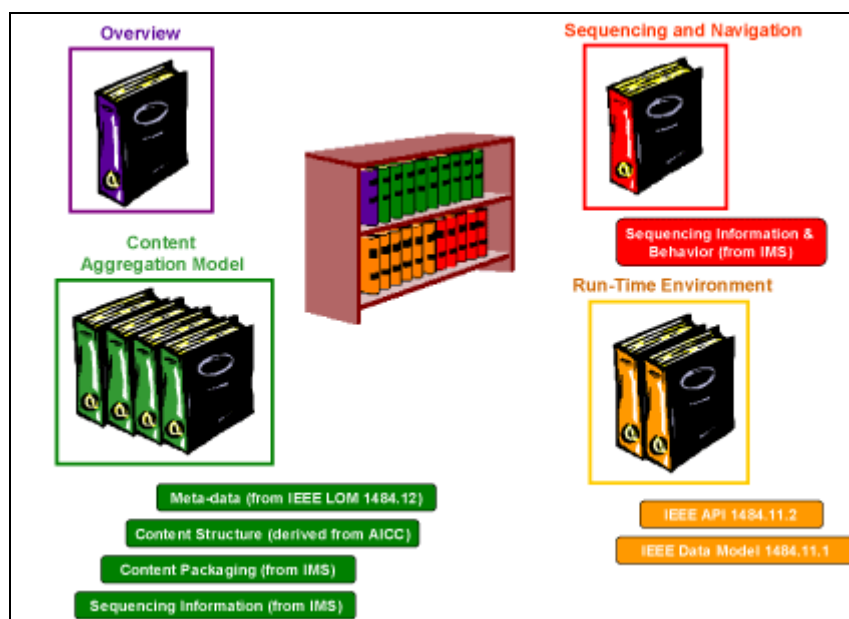 Overview
Sequencing and Navigation
Sequencing Information &
Behavior (from IMS)
Content
Aggregation Model
Run-Time Environment
Meta-data (from IEEE LOM 1484.12)
Content Structure (derived from AICC)
Content Packaging (from IMS)
Sequencing Information (from IMS)
IEEE API 1484.11.2
IEEE Data Model 1484.11.1